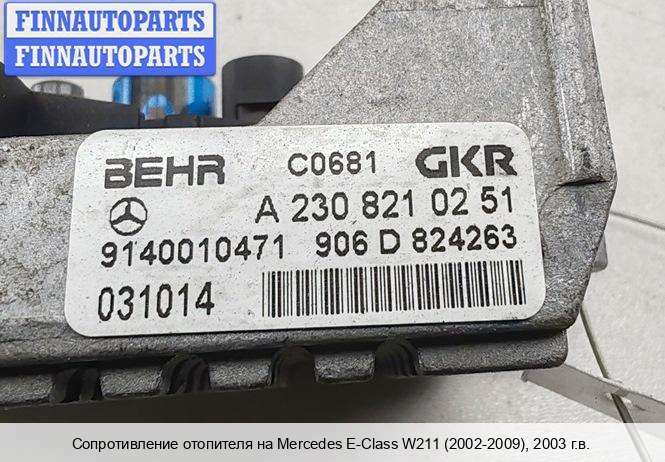 FINNAUTOPARTS
FINNAUTOPARTS
BEHR C0681 GKR
A 230 821 02 51
9140010471 906 D 824263
031014
Сопротивление отопителя на Mercedes E-Class W211 (2002-2009), 2003 г.в.